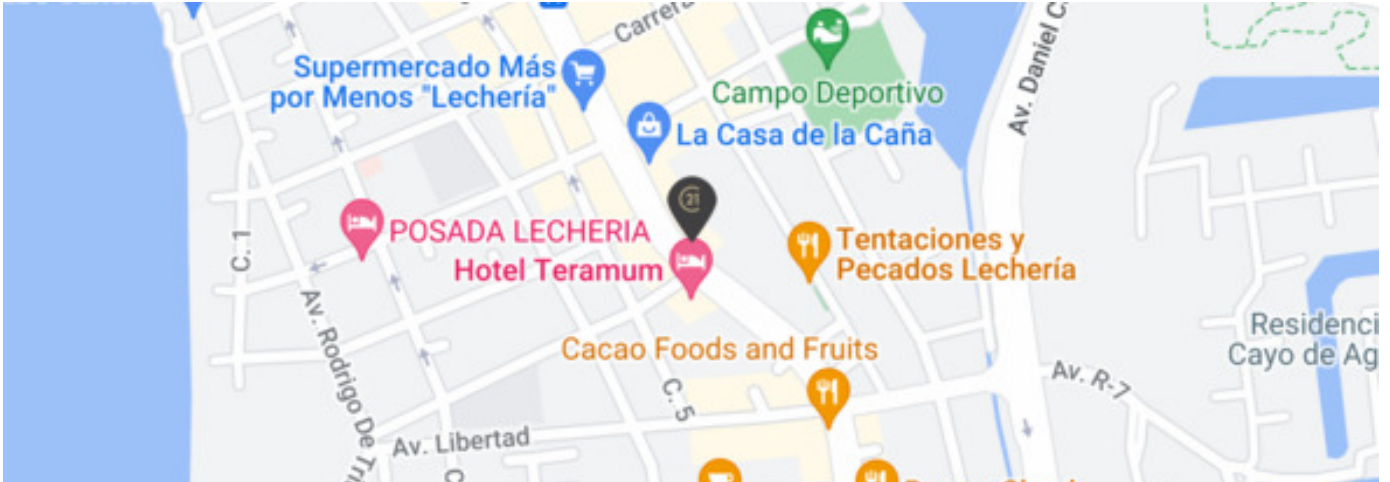 Carrera
Supermercado Más
por Menos "Lechería"
Campo Deportivo
La Casa de la Caña
Av. Daniel C
21
POSADA LECHERIA
Hotel Teramum
Tentaciones y
Pecados Lechería
C. 1
Av. Rodrigo De Tri
Cacao Foods and Fruits
C. 5
Residenci
Cayo de Ag
Av. R-7
Av. Libertad
C